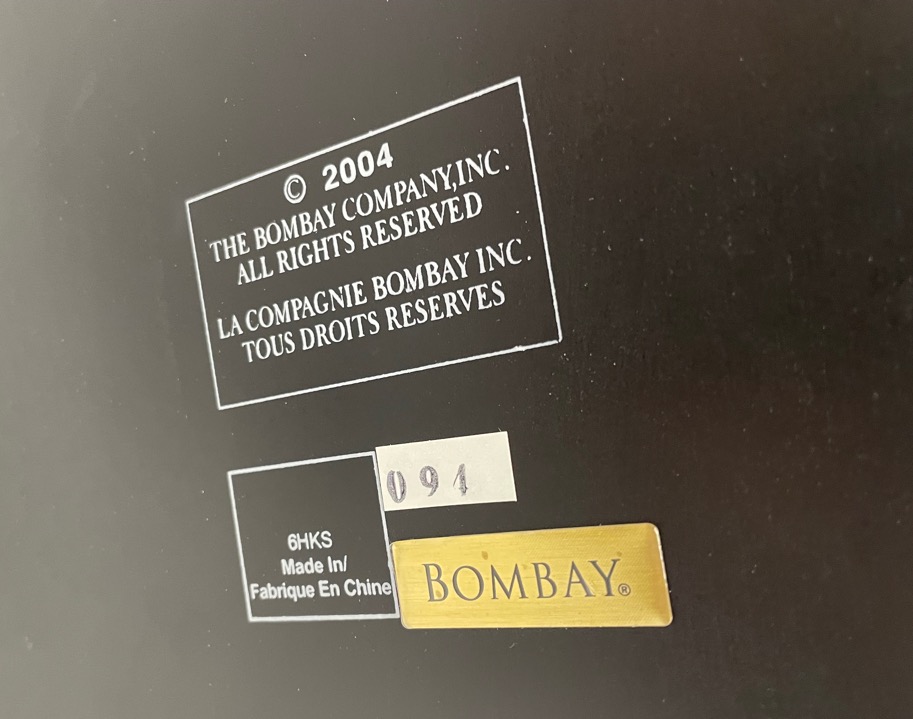 © 2004
THE BOMBAY COMPANY,INC.
ALL RIGHTS RESERVED
LA COMPAGNIE BOMBAY INC.
TOUS DROITS RESERVES
094
6HKS
Made In/
Fabrique En Chine
BOMBAY®